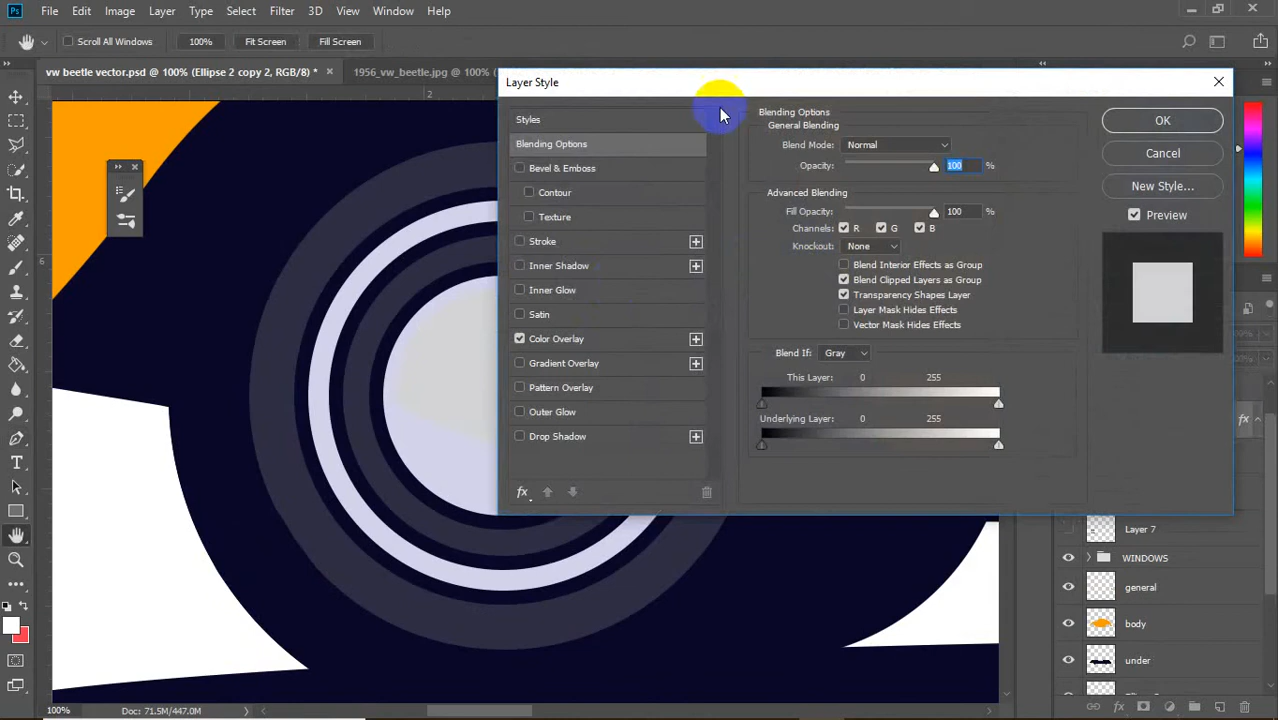 Ps File Edit Image Layer Type Select Filter 3D View Window Help
Scroll All Windows 100% Fit Screen Fill Screen
vw beetle vector.psd @ 100% (Ellipse 2 copy 2, RGB/8) * × 1956_vw_beetle.jpg @ 100%
2
6
Layer Style
Styles
Blending Options
Bevel & Emboss
Contour
Texture
Stroke
Inner Shadow
Inner Glow
Satin
Color Overlay
Gradient Overlay
Pattern Overlay
Outer Glow
Drop Shadow
fx
Blending Options
General Blending
Blend Mode: Normal
Opacity: 100 %
Advanced Blending
Fill Opacity: 100 %
Channels: R G B
Knockout: None
Blend Interior Effects as Group
Blend Clipped Layers as Group
Transparency Shapes Layer
Layer Mask Hides Effects
Vector Mask Hides Effects
Blend If: Gray
This Layer: 0 255
Underlying Layer: 0 255
OK
Cancel
New Style...
Preview
fx
Layer 7
WINDOWS
general
body
under
100% Doc: 71.5M/447.0M